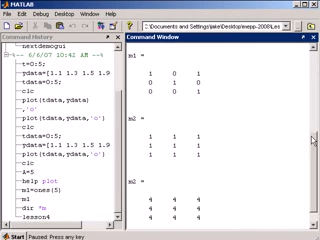 MATLAB
File Edit Debug Desktop Window Help
C:\Documents and Settings\jake\Desktop\wepp-2008\Les
Command History
Command Window
nextdemogui
%-- 6/6/07 10:42 AM --%
t=0:5;
ydata=[1.1 1.3 1.5 1.9
tdata=0:5;
clc
plot(tdata,ydata)
,'o')
plot(tdata,ydata,'o')
clc
tdata=0:5;
ydata=[1.1 1.3 1.5 1.9
plot(tdata,ydata,'o')
clc
help plot
m1=ones(5)
m1
dir *m
lesson4
m1 =
1 0 1
0 1 0
0 0 1
m2 =
1 1 1
1 1 1
1 1 1
m2 =
4 4 4
4 4 4
4 4 4
Start Paused: Press any key